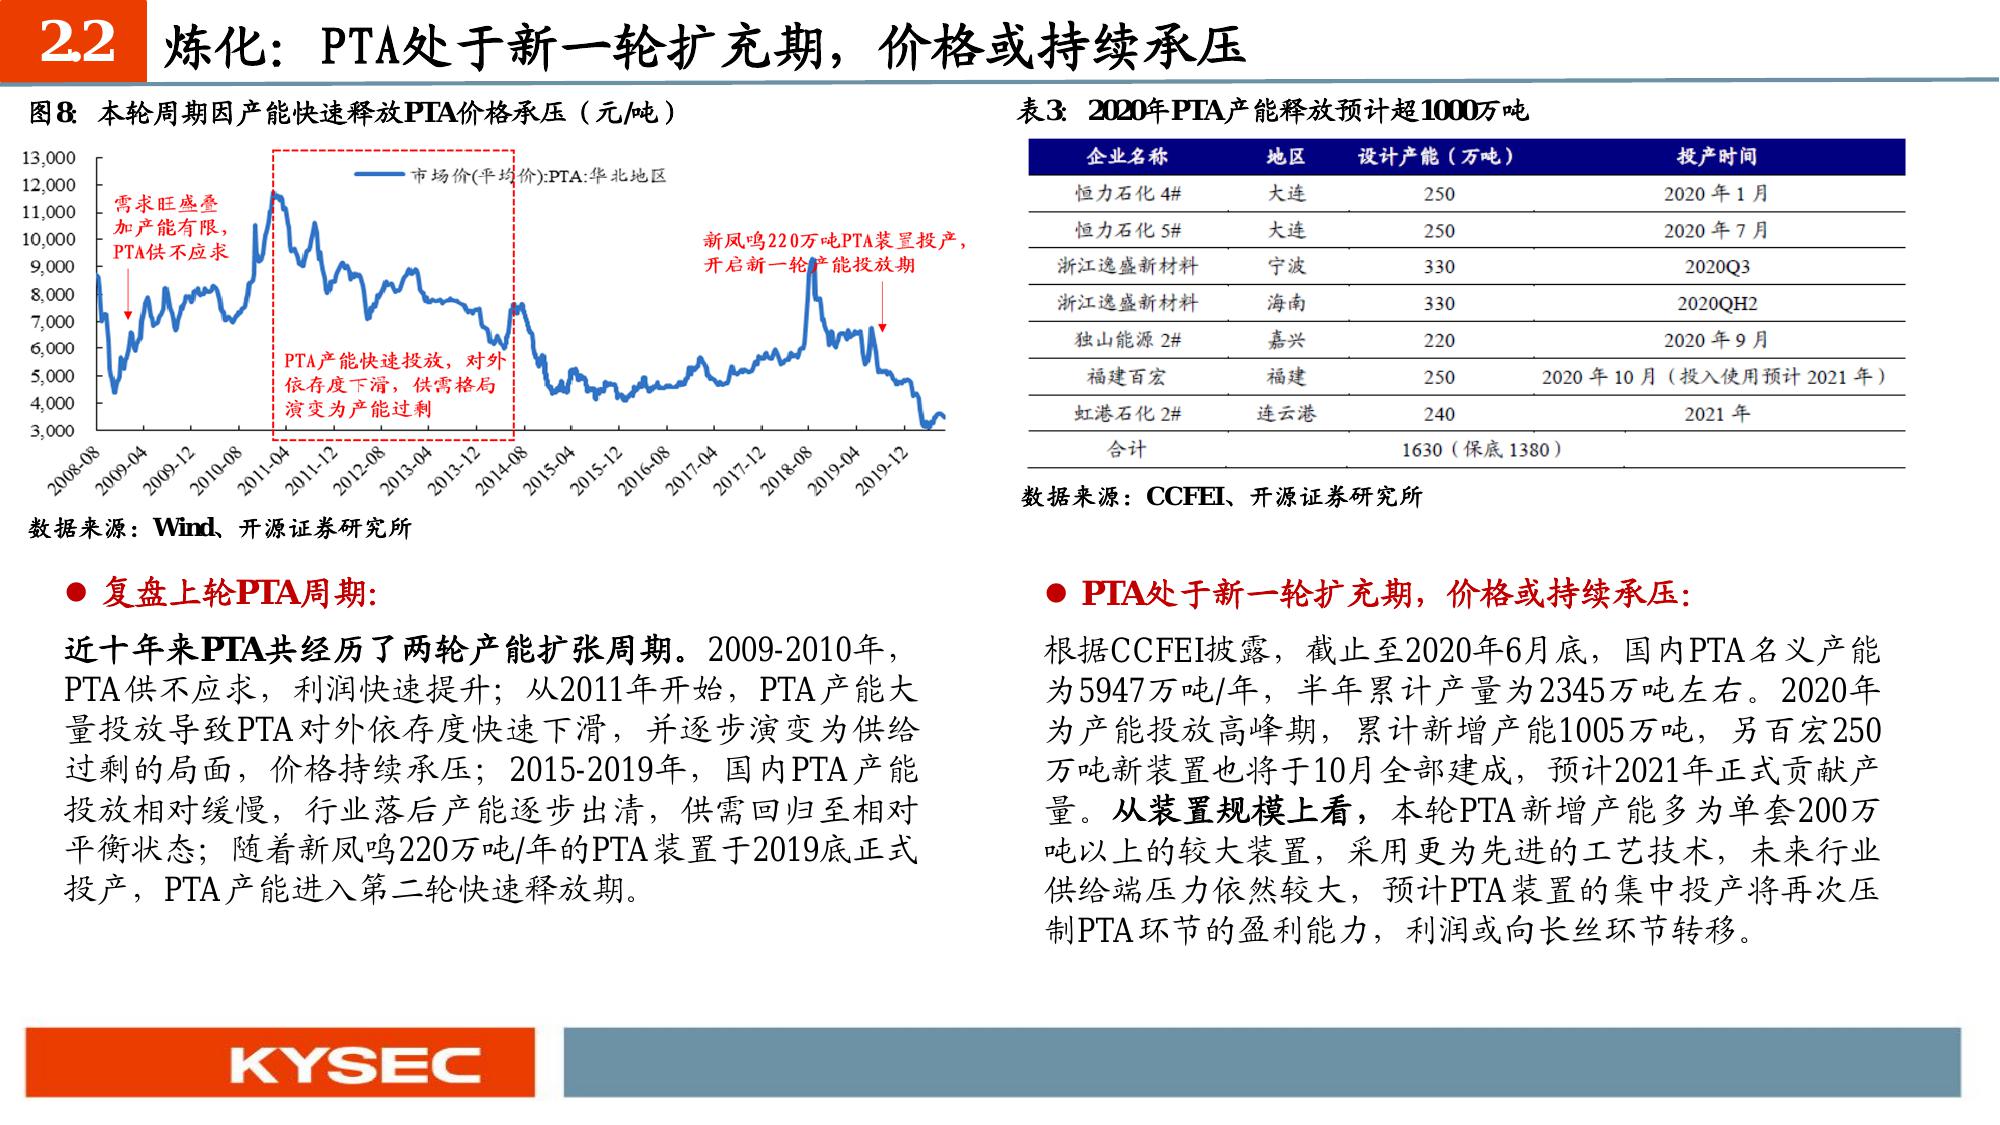 2.2
炼化：PTA处于新一轮扩充期，价格或持续承压
图8：本轮周期因产能快速释放PTA价格承压（元/吨）
13,000
12,000
11,000
10,000
9,000
8,000
7,000
6,000
5,000
4,000
3,000
市场价(平均价):PTA:华北地区
需求旺盛叠
加产能有限，
PTA供不应求
新凤鸣220万吨PTA装置投产，
开启新一轮产能投放期
PTA产能快速投放，对外
依存度下滑，供需格局
演变为产能过剩
2008-08 2009-04 2009-12 2010-08 2011-04 2011-12 2012-08 2013-04 2013-12 2014-08 2015-04 2015-12 2016-08 2017-04 2017-12 2018-08 2019-04 2019-12
数据来源：Wind、开源证券研究所
表3：2020年PTA产能释放预计超1000万吨
企业名称 地区 设计产能（万吨） 投产时间
恒力石化 4# 大连 250 2020 年 1 月
恒力石化 5# 大连 250 2020 年 7 月
浙江逸盛新材料 宁波 330 2020Q3
浙江逸盛新材料 海南 330 2020QH2
独山能源 2# 嘉兴 220 2020 年 9 月
福建百宏 福建 250 2020 年 10 月（投入使用预计 2021 年）
虹港石化 2# 连云港 240 2021 年
合计 1630（保底 1380）
数据来源：CCFEI、开源证券研究所
● 复盘上轮PTA周期：
近十年来PTA共经历了两轮产能扩张周期。2009-2010年，
PTA供不应求，利润快速提升；从2011年开始，PTA产能大
量投放导致PTA对外依存度快速下滑，并逐步演变为供给
过剩的局面，价格持续承压；2015-2019年，国内PTA产能
投放相对缓慢，行业落后产能逐步出清，供需回归至相对
平衡状态；随着新凤鸣220万吨/年的PTA装置于2019底正式
投产，PTA产能进入第二轮快速释放期。
● PTA处于新一轮扩充期，价格或持续承压：
根据CCFEI披露，截止至2020年6月底，国内PTA名义产能
为5947万吨/年，半年累计产量为2345万吨左右。2020年
为产能投放高峰期，累计新增产能1005万吨，另百宏250
万吨新装置也将于10月全部建成，预计2021年正式贡献产
量。从装置规模上看，本轮PTA新增产能多为单套200万
吨以上的较大装置，采用更为先进的工艺技术，未来行业
供给端压力依然较大，预计PTA装置的集中投产将再次压
制PTA环节的盈利能力，利润或向长丝环节转移。
KYSEC